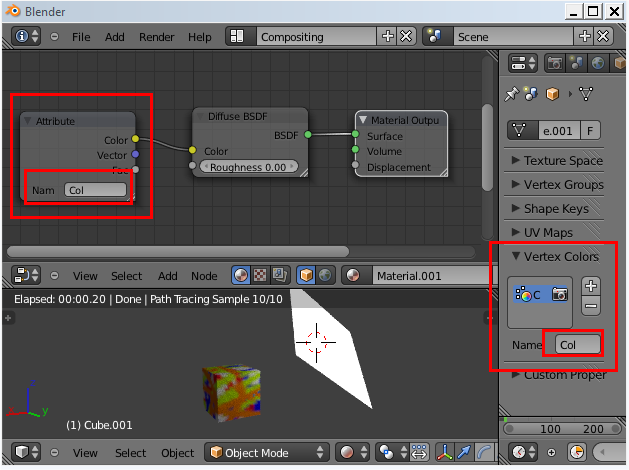 Blender
File Add Render Help Compositing Scene
Attribute
Color
Vector
Fac
Nam Col
Diffuse BSDF
BSDF
Color
Roughness 0.00
Material Outpu
Surface
Volume
Displacement
e.001 F
Texture Space
Vertex Groups
Shape Keys
UV Maps
Vertex Colors
C
Name Col
Custom Proper
View Select Add Node Material.001
Elapsed: 00:00.20 | Done | Path Tracing Sample 10/10
z
x y
(1) Cube.001
100 200
View Select Object Object Mode